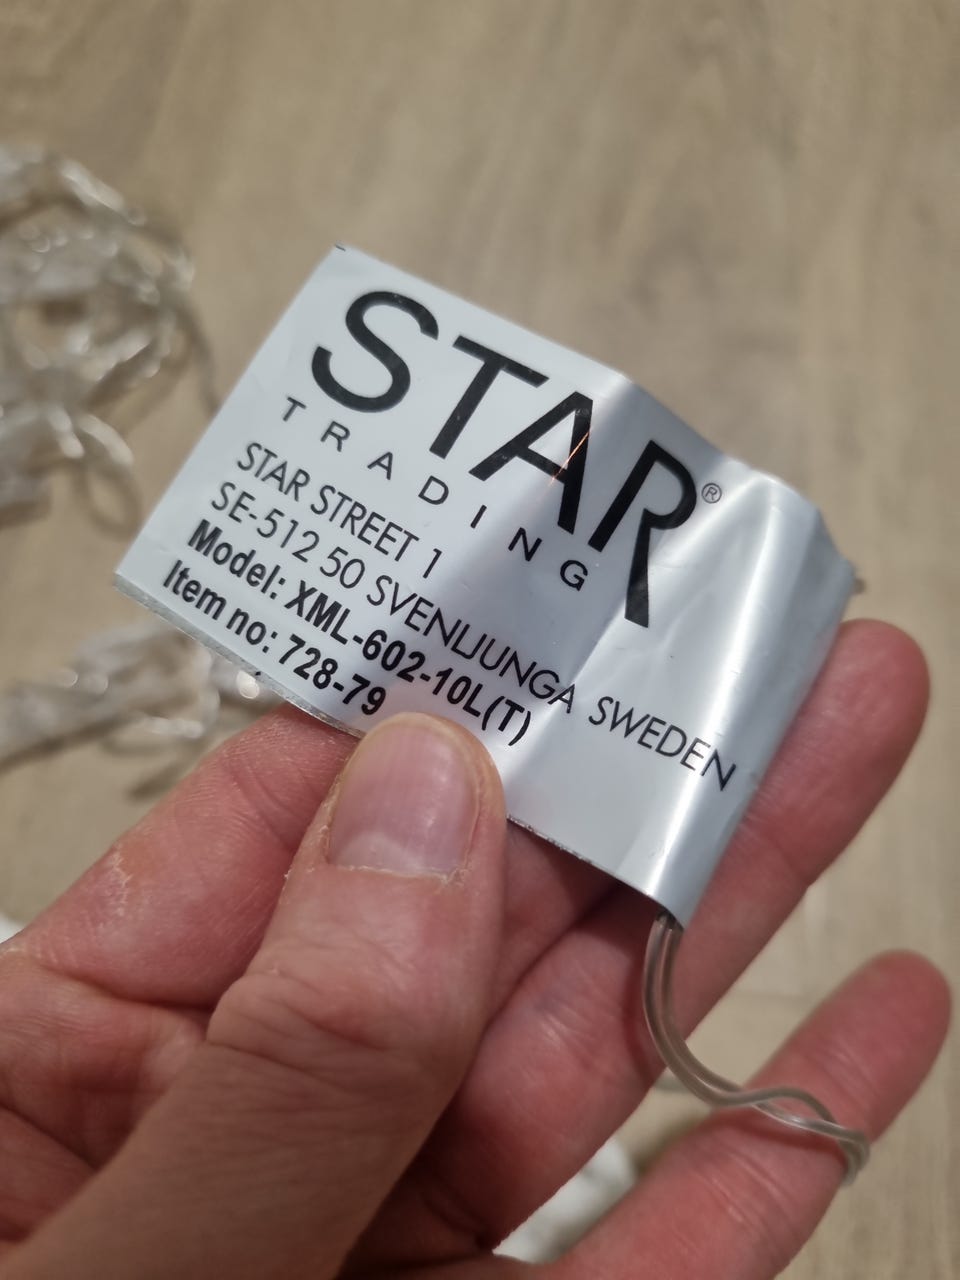 STAR®
TRADING
STAR STREET 1
SE-512 50 SVENLJUNGA SWEDEN
Model: XML-602-10L(T)
Item no: 728-79